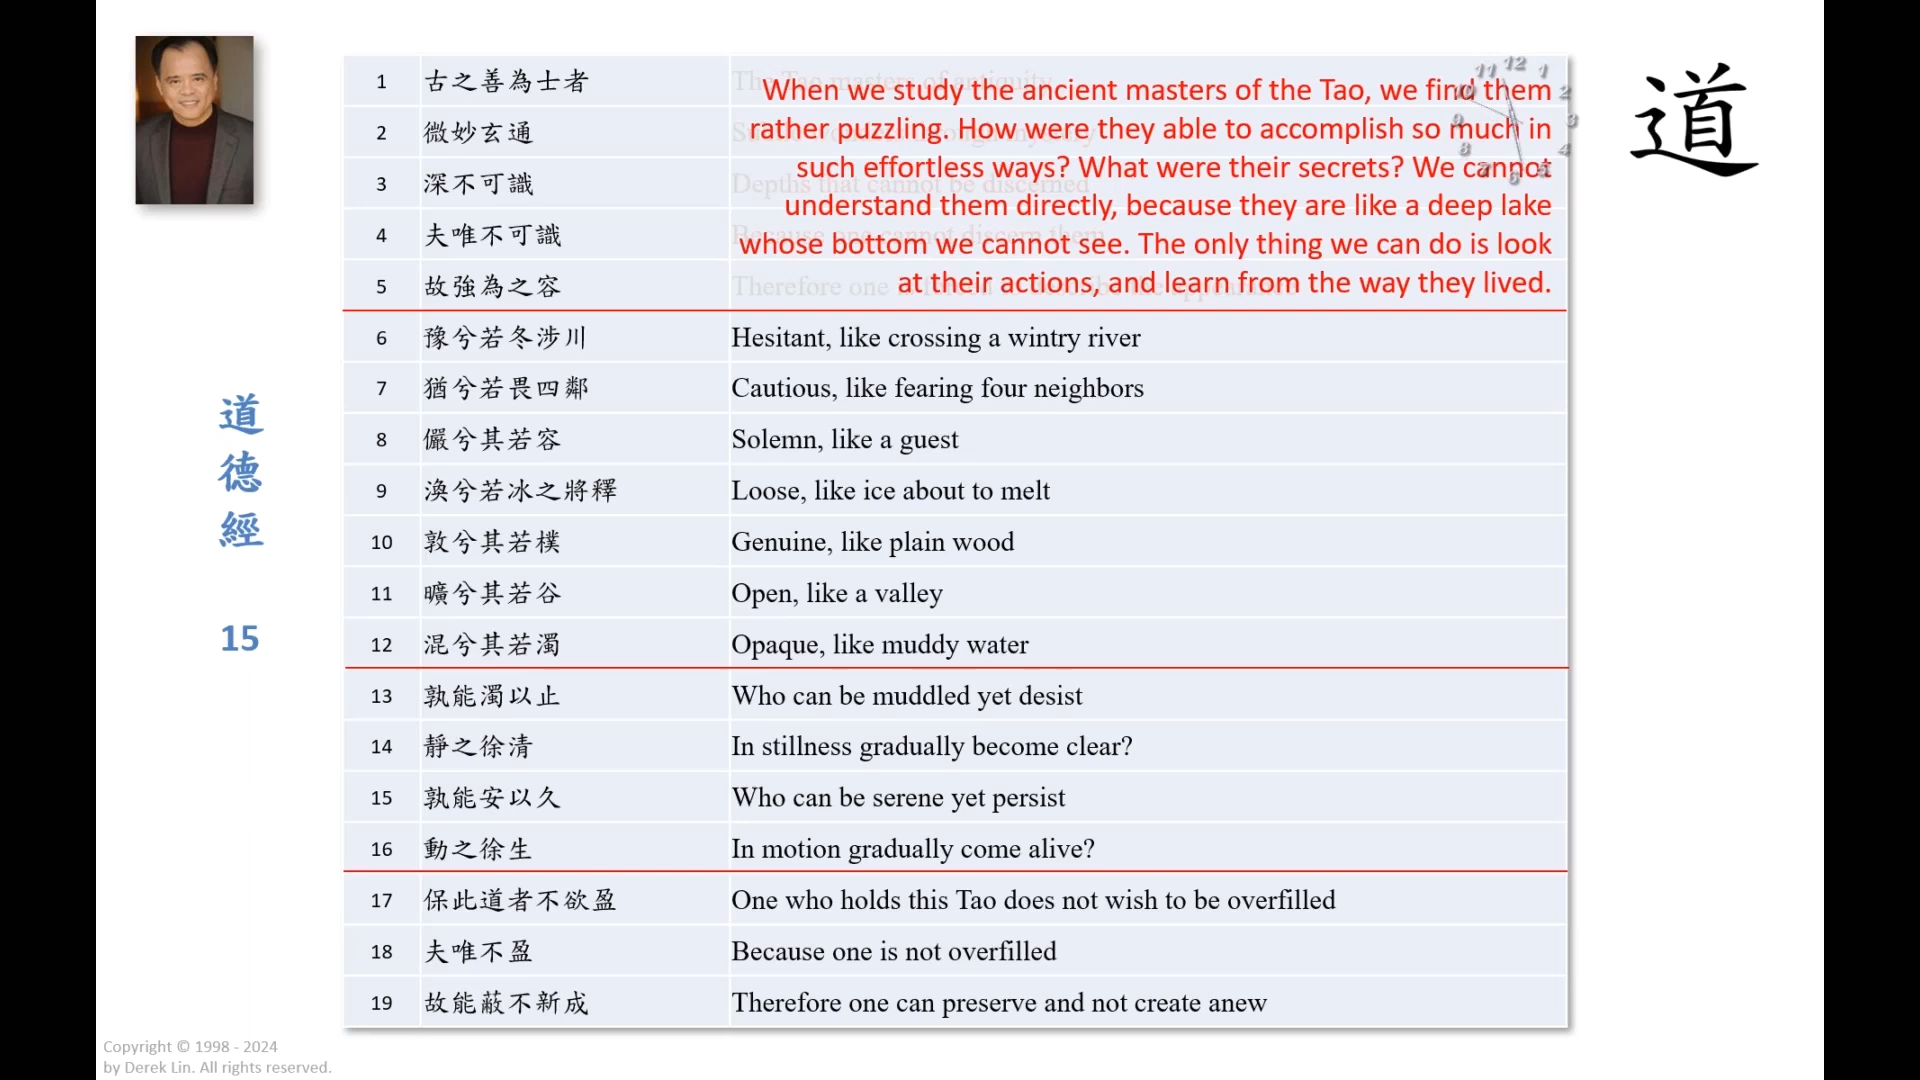 道
道
德
經
15
1 古之善為士者
2 微妙玄通
3 深不可識
4 夫唯不可識
5 故強為之容
When we study the ancient masters of the Tao, we find them
rather puzzling. How were they able to accomplish so much in
such effortless ways? What were their secrets? We cannot
understand them directly, because they are like a deep lake
whose bottom we cannot see. The only thing we can do is look
at their actions, and learn from the way they lived.
6 豫兮若冬涉川 Hesitant, like crossing a wintry river
7 猶兮若畏四鄰 Cautious, like fearing four neighbors
8 儼兮其若容 Solemn, like a guest
9 渙兮若冰之將釋 Loose, like ice about to melt
10 敦兮其若樸 Genuine, like plain wood
11 曠兮其若谷 Open, like a valley
12 混兮其若濁 Opaque, like muddy water
13 孰能濁以止 Who can be muddled yet desist
14 靜之徐清 In stillness gradually become clear?
15 孰能安以久 Who can be serene yet persist
16 動之徐生 In motion gradually come alive?
17 保此道者不欲盈 One who holds this Tao does not wish to be overfilled
18 夫唯不盈 Because one is not overfilled
19 故能蔽不新成 Therefore one can preserve and not create anew
Copyright © 1998 - 2024
by Derek Lin. All rights reserved.